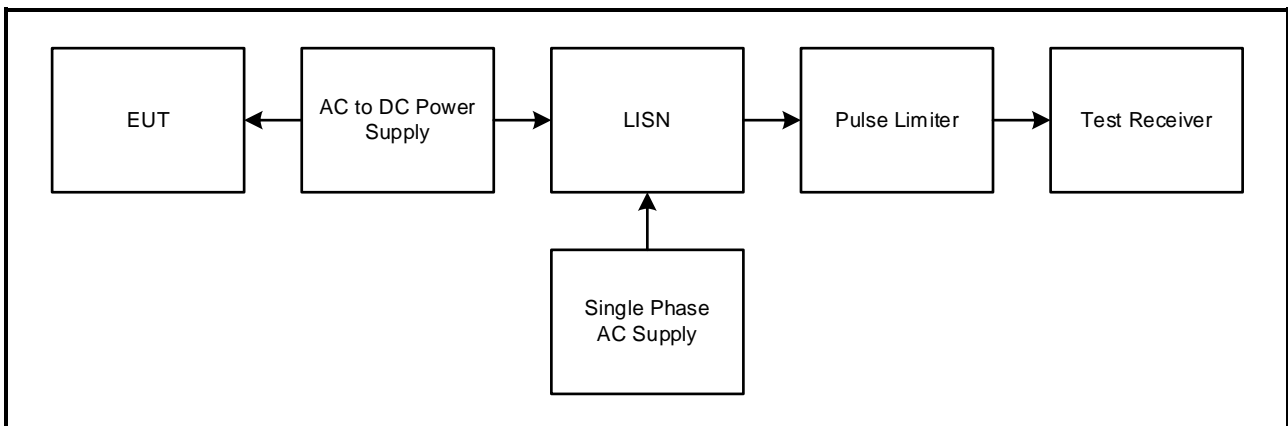 EUT
AC to DC Power
Supply
LISN
Pulse Limiter
Test Receiver
Single Phase
AC Supply